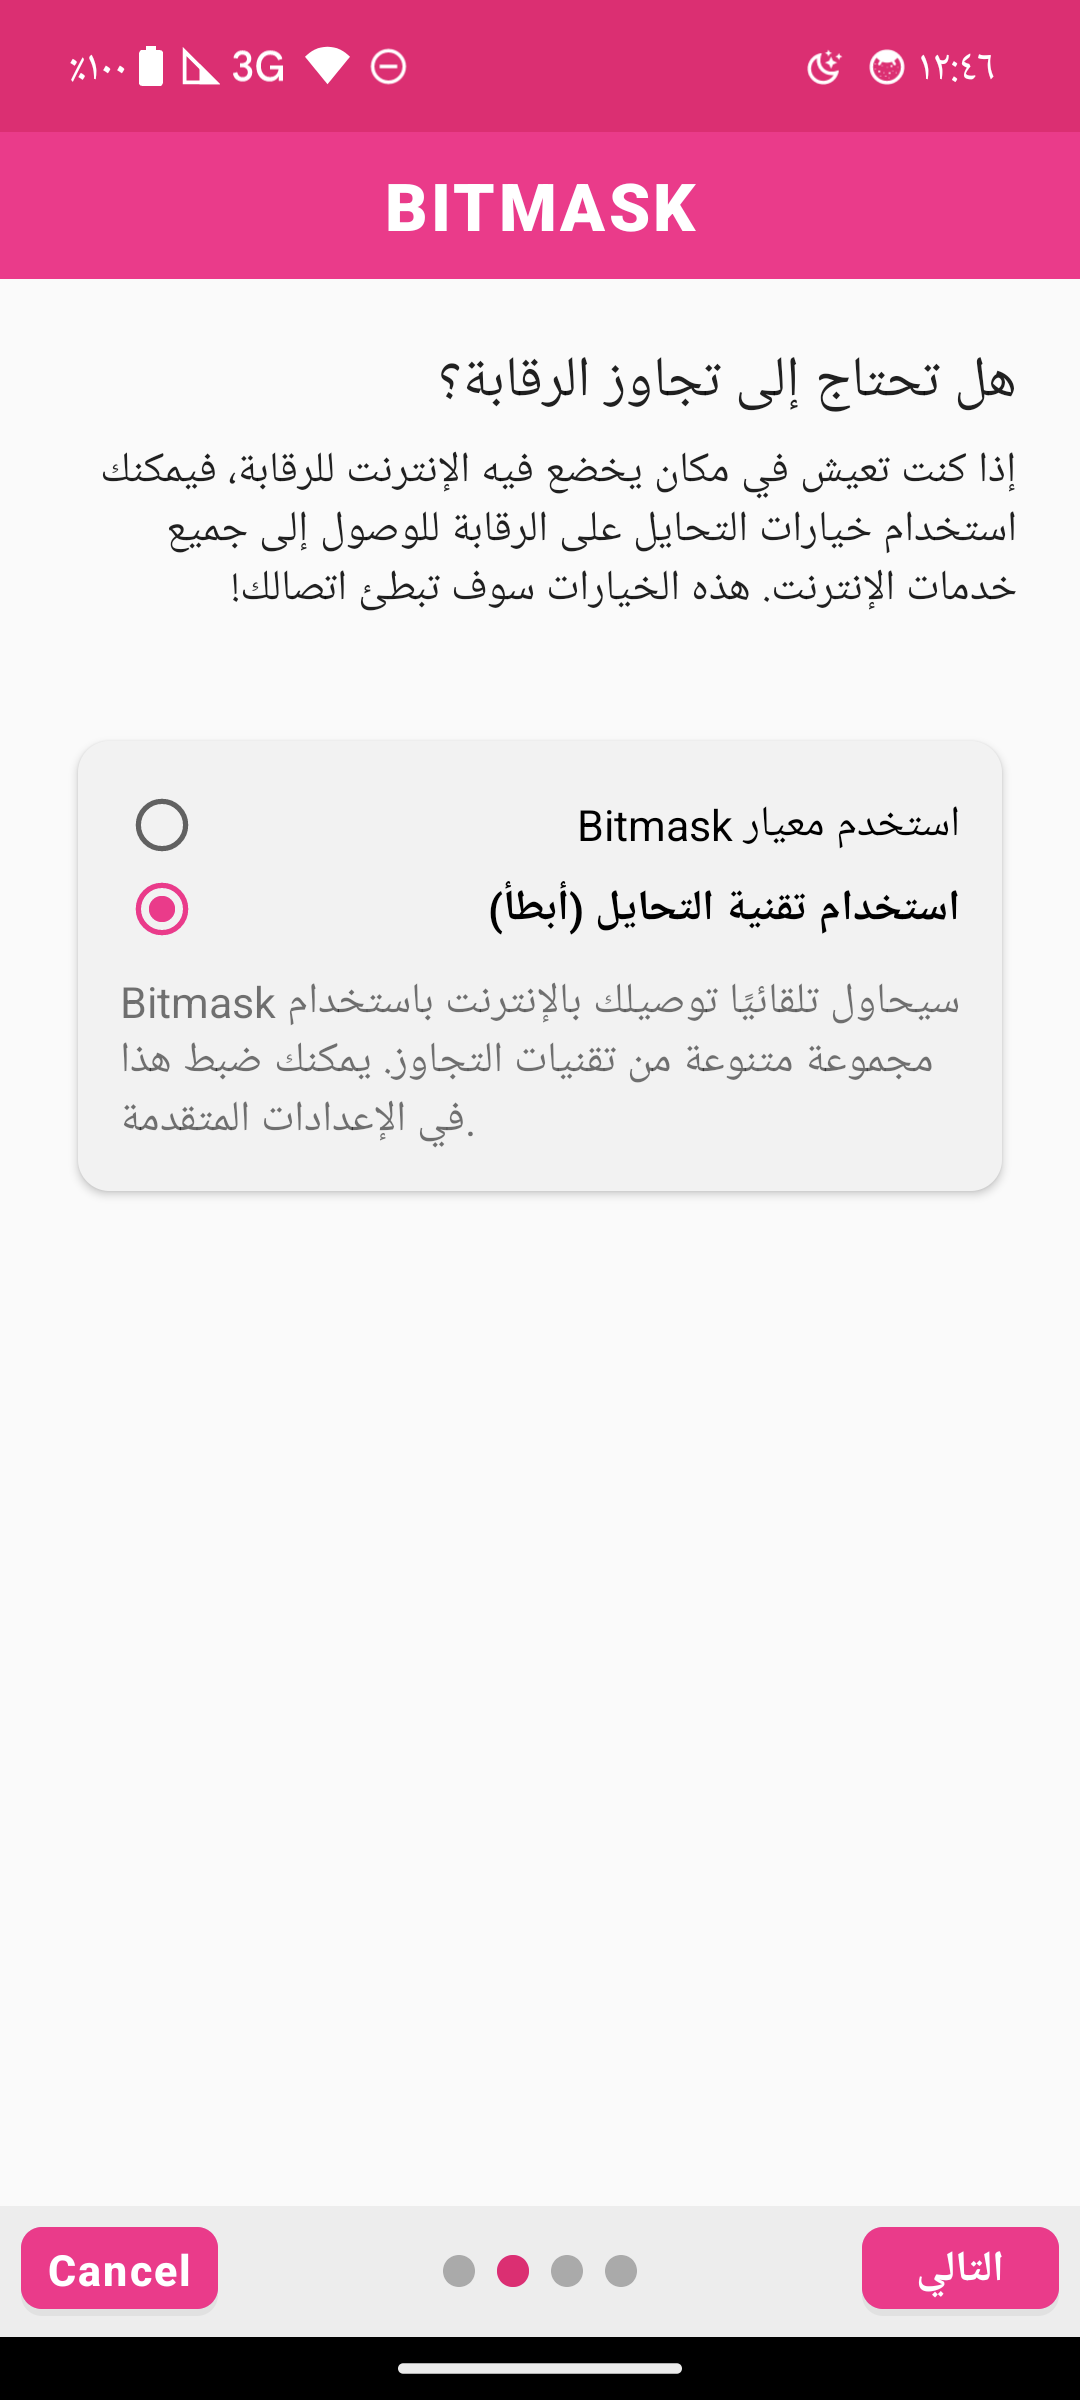 ١٢:٤٦
3G
٪١٠٠
BITMASK
هل تحتاج إلى تجاوز الرقابة؟
إذا كنت تعيش في مكان يخضع فيه الإنترنت للرقابة، فيمكنك
استخدام خيارات التحايل على الرقابة للوصول إلى جميع
خدمات الإنترنت. هذه الخيارات سوف تبطئ اتصالك!
استخدم معيار Bitmask
استخدام تقنية التحايل (أبطأ)
Bitmask سيحاول تلقائيًا توصيلك بالإنترنت باستخدام
مجموعة متنوعة من تقنيات التجاوز. يمكنك ضبط هذا
في الإعدادات المتقدمة.
التالي
Cancel